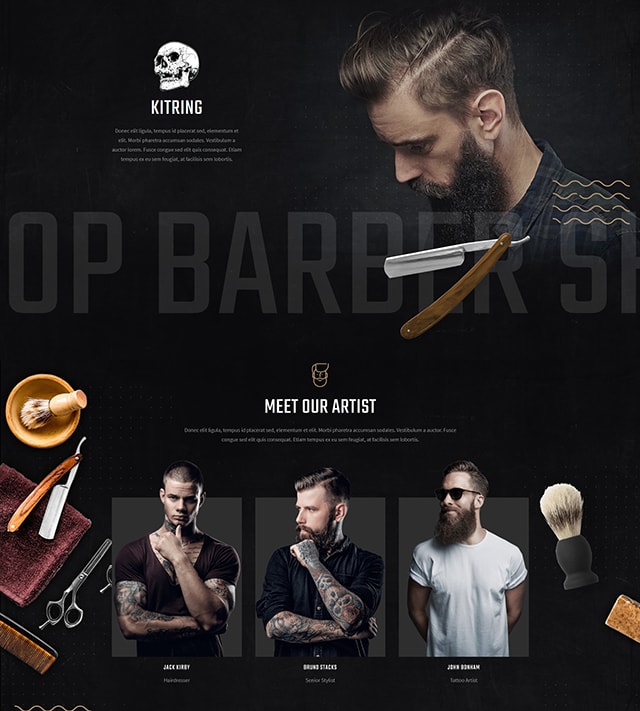 KITRING
Donec elit ligula, tempus id placerat sed, elementum et
elit. Morbi pharetra accumsan sodales. Vestibulum a
auctor lorem. Fusce congue sed elit quis consequat. Etiam
tempus ex eu sem feugiat, at facilisis sem lobortis.
OP BARBER SH
MEET OUR ARTIST
Donec elit ligula, tempus id placerat sed, elementum et elit. Morbi pharetra accumsan sodales. Vestibulum a auctor. Fusce
congue sed elit quis consequat. Etiam tempus ex eu sem feugiat, at facilisis sem lobortis.
JACK KIRBY
Hairdresser
BRUNO STACKS
Senior Stylist
JOHN BONHAM
Tattoo Artist